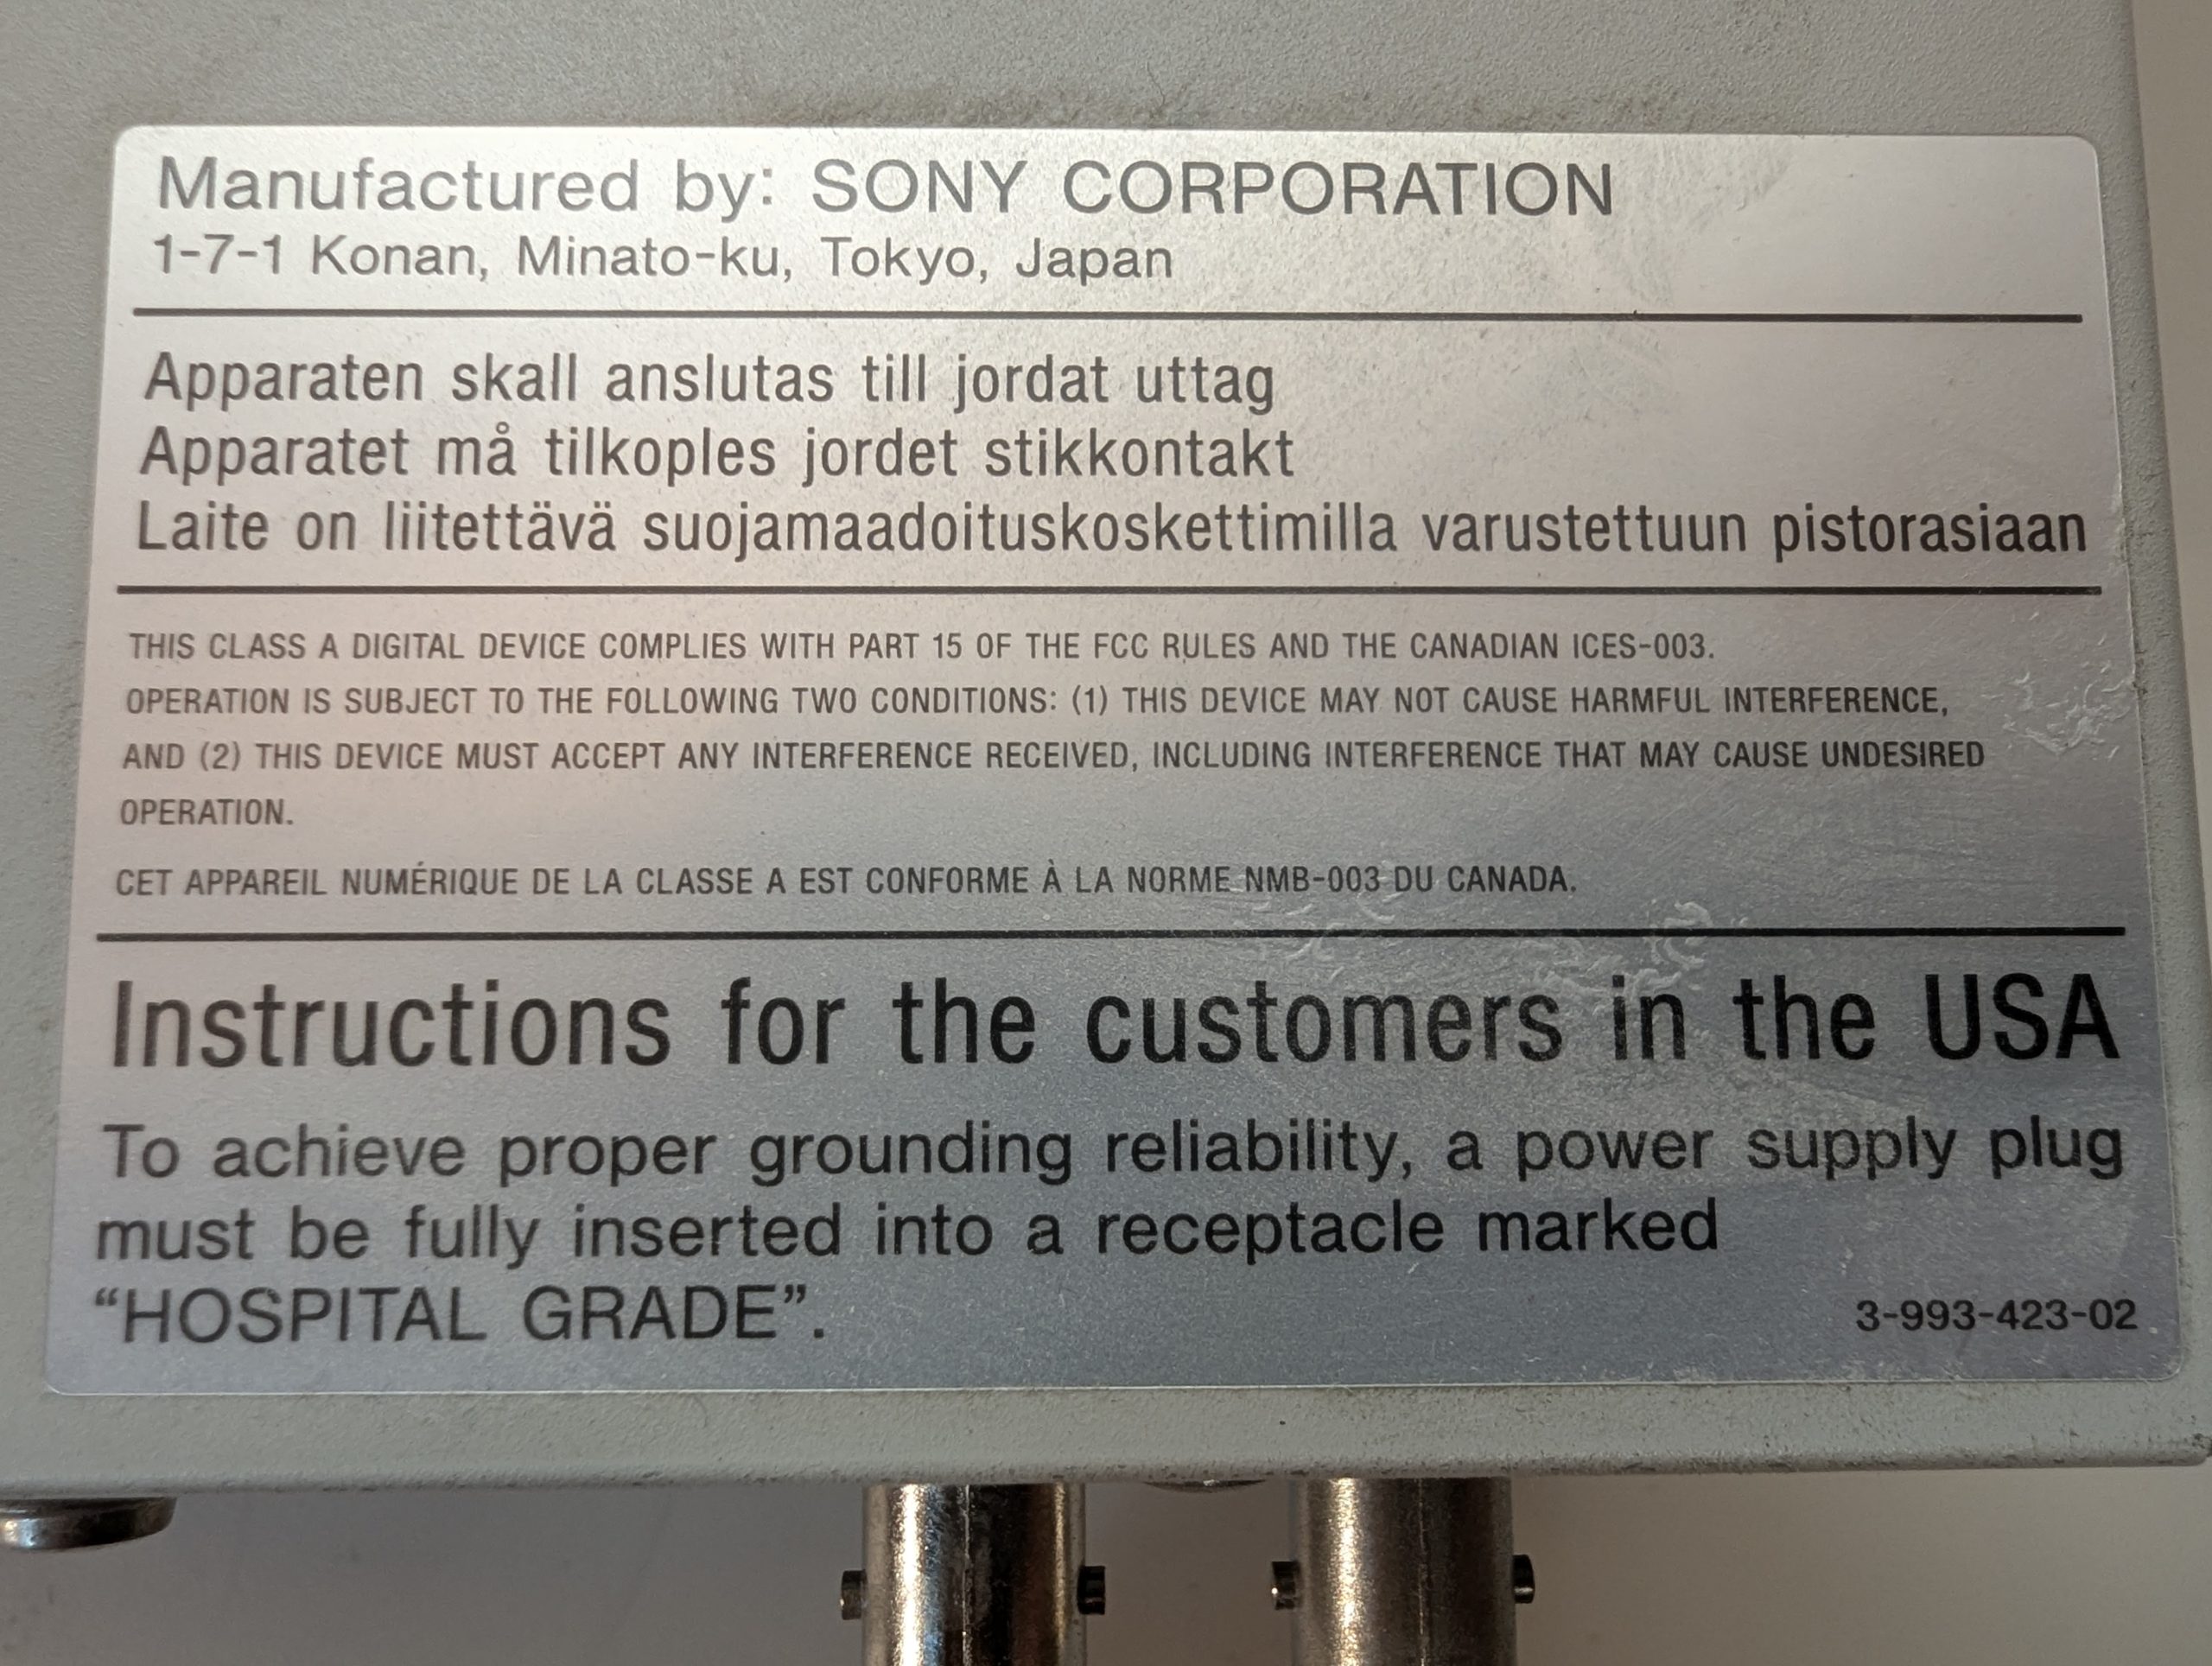 Manufactured by: SONY CORPORATION
1-7-1 Konan, Minato-ku, Tokyo, Japan
Apparaten skall anslutas till jordat uttag
Apparatet må tilkoples jordet stikkontakt
Laite on liitettävä suojamaadoituskoskettimilla varustettuun pistorasiaan
THIS CLASS A DIGITAL DEVICE COMPLIES WITH PART 15 OF THE FCC RULES AND THE CANADIAN ICES-003.
OPERATION IS SUBJECT TO THE FOLLOWING TWO CONDITIONS: (1) THIS DEVICE MAY NOT CAUSE HARMFUL INTERFERENCE,
AND (2) THIS DEVICE MUST ACCEPT ANY INTERFERENCE RECEIVED, INCLUDING INTERFERENCE THAT MAY CAUSE UNDESIRED
OPERATION.
CET APPAREIL NUMÉRIQUE DE LA CLASSE A EST CONFORME À LA NORME NMB-003 DU CANADA.
Instructions for the customers in the USA
To achieve proper grounding reliability, a power supply plug
must be fully inserted into a receptacle marked
“HOSPITAL GRADE”.
3-993-423-02